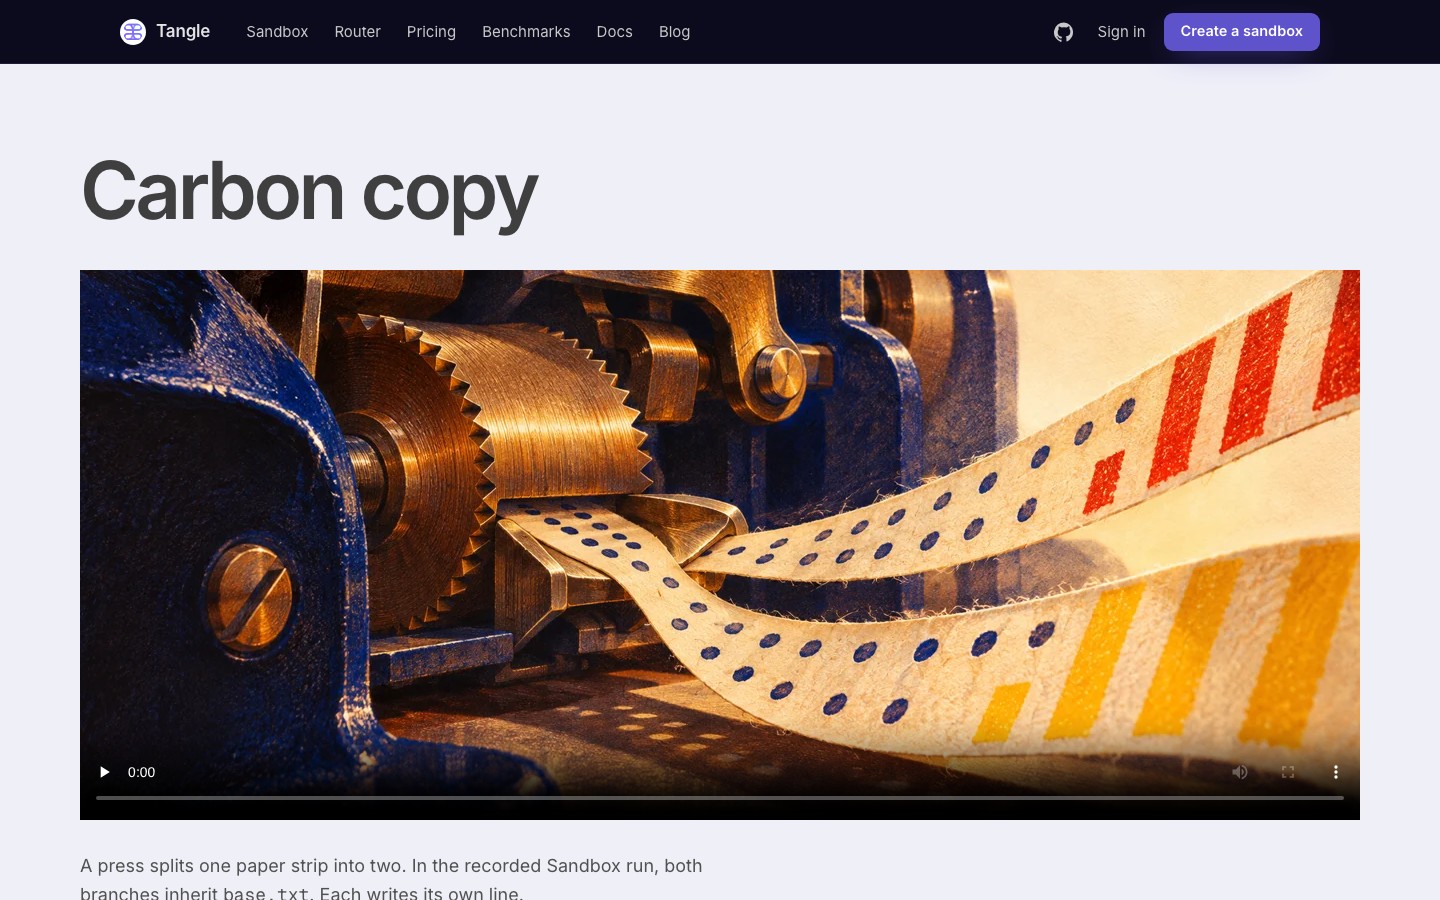 Tangle
Sandbox
Router
Pricing
Benchmarks
Docs
Blog
Sign in
Create a sandbox
Carbon copy
0:00
A press splits one paper strip into two. In the recorded Sandbox run, both
branches inherit base.txt. Each writes its own line.